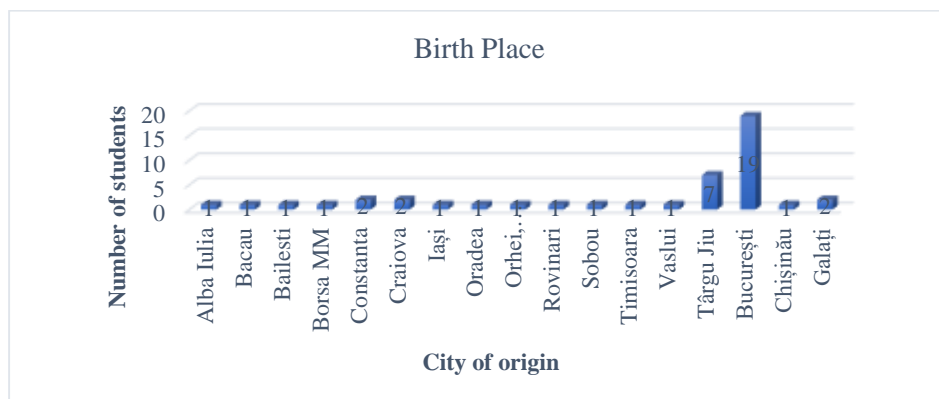 Birth Place
Number of students
20
15
10
5
0
1
1
1
1
2
2
1
1
1
1
1
1
1
7
19
1
2
Alba Iulia
Bacau
Bailesti
Borsa MM
Constanta
Craiova
Iași
Oradea
Orhei,…
Rovinari
Sobou
Timisoara
Vaslui
Târgu Jiu
București
Chișinău
Galați
City of origin